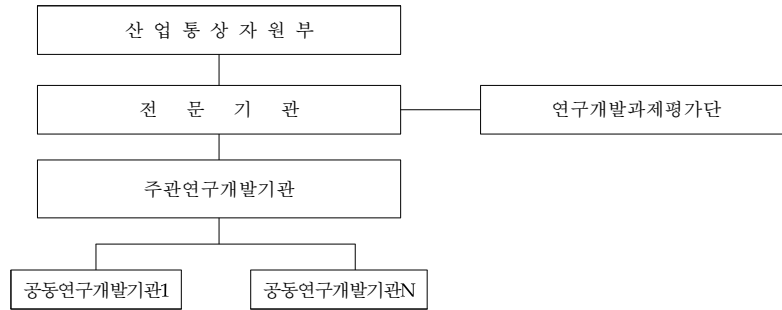 산 업 통 상 자 원 부
전 문 기 관
연구개발과제평가단
주관연구개발기관
공동연구개발기관1
공동연구개발기관N